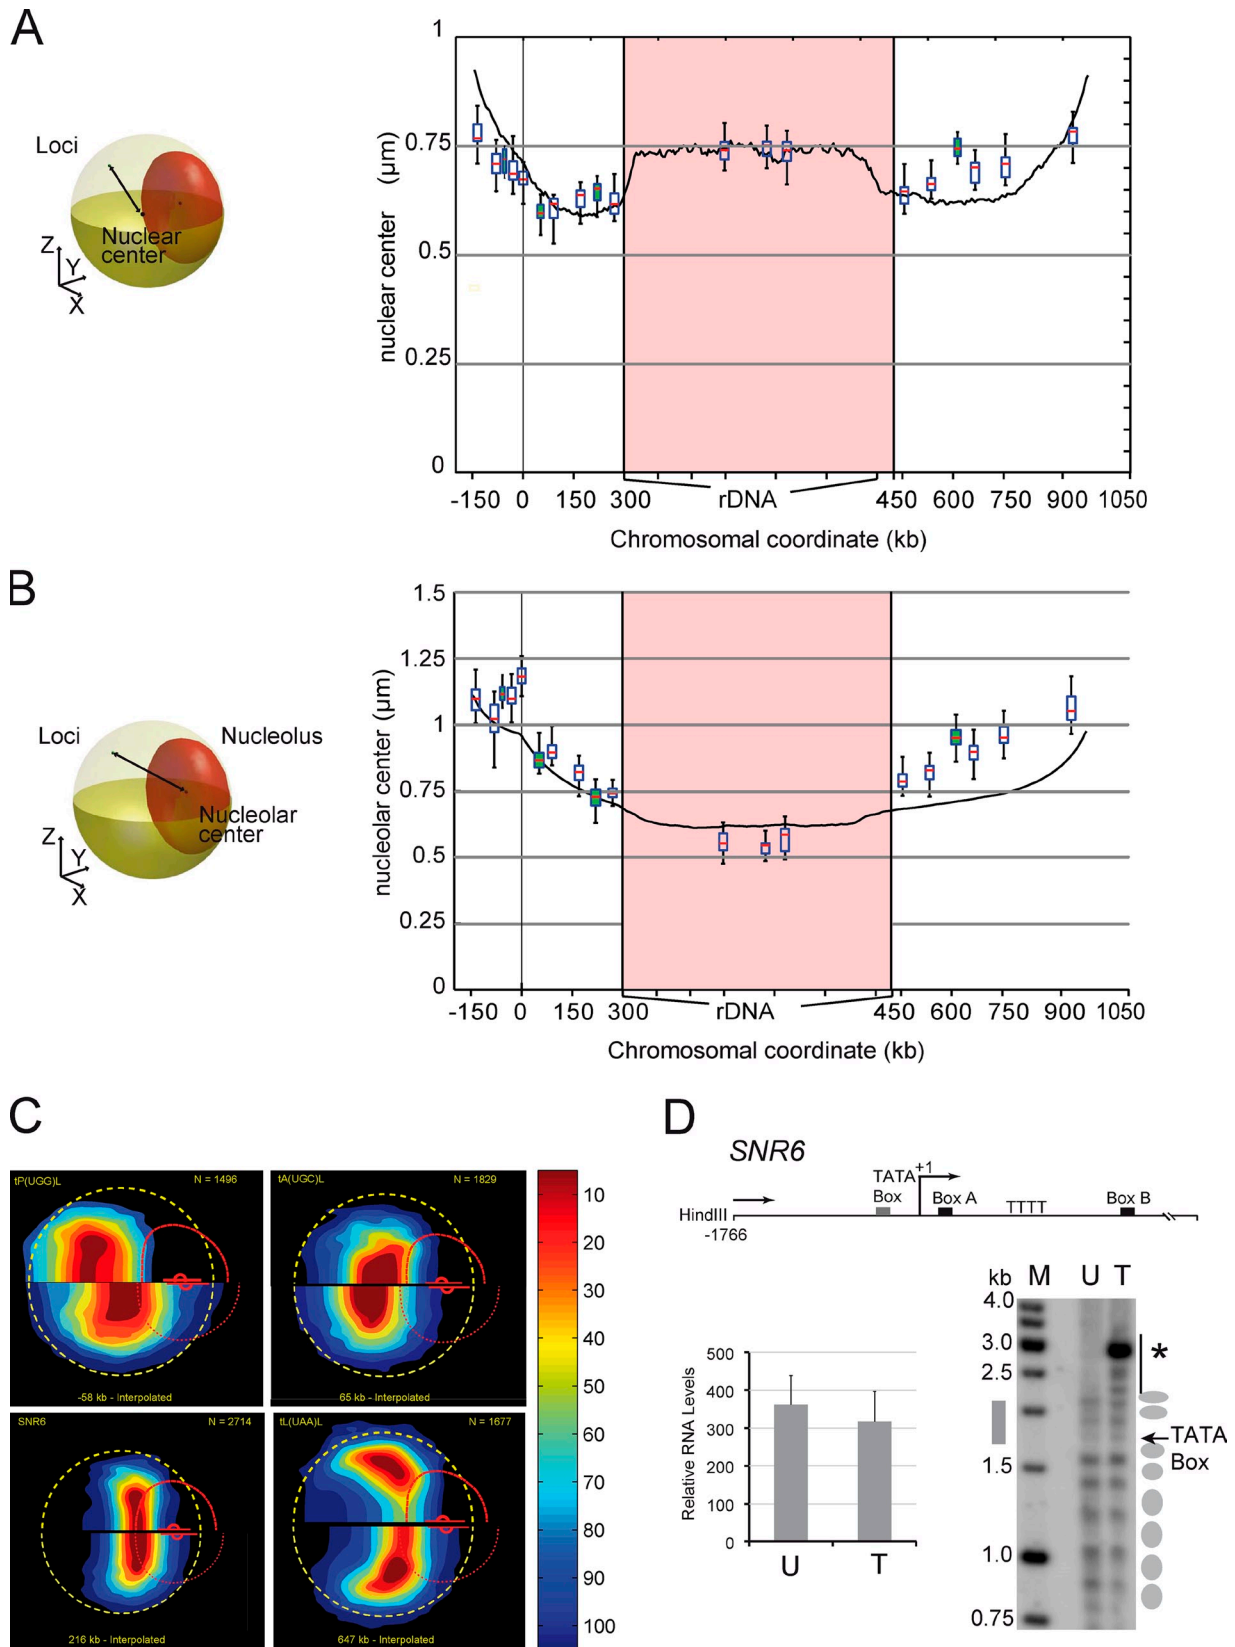 A
Loci
Nuclear
center
Z
Y
X
nuclear center (µm)
1
0.75
0.5
0.25
0
-150 0 150 300 rDNA 450 600 750 900 1050
Chromosomal coordinate (kb)
B
Loci
Nucleolus
Nucleolar
center
Z
Y
X
nucleolar center (µm)
1.5
1.25
1
0.75
0.5
0.25
0
-150 0 150 300 rDNA 450 600 750 900 1050
Chromosomal coordinate (kb)
C
tP(UGG)L N = 1496
-58 kb - Interpolated
tA(UGC)L N = 1829
65 kb - Interpolated
SNR6 N = 2714
216 kb - Interpolated
tL(UAA)L N = 1677
647 kb - Interpolated
10
20
30
40
50
60
70
80
90
100
D
SNR6
TATA +1
Box
Box A
TTTT
Box B
HindIII
-1766
Relative RNA Levels
500
400
300
200
100
0
U T
kb M U T
4.0
3.0
2.5
1.5
1.0
0.75
*
TATA
Box